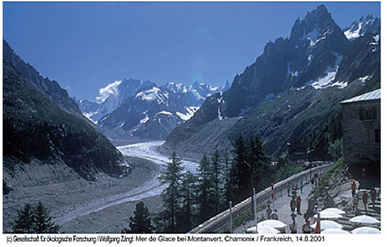 (c) Gesellschaft für ökologische Forschung / Wolfgang Zängl: Mer de Glace bei Montanvert, Chamonix / Frankreich, 14.8.2001